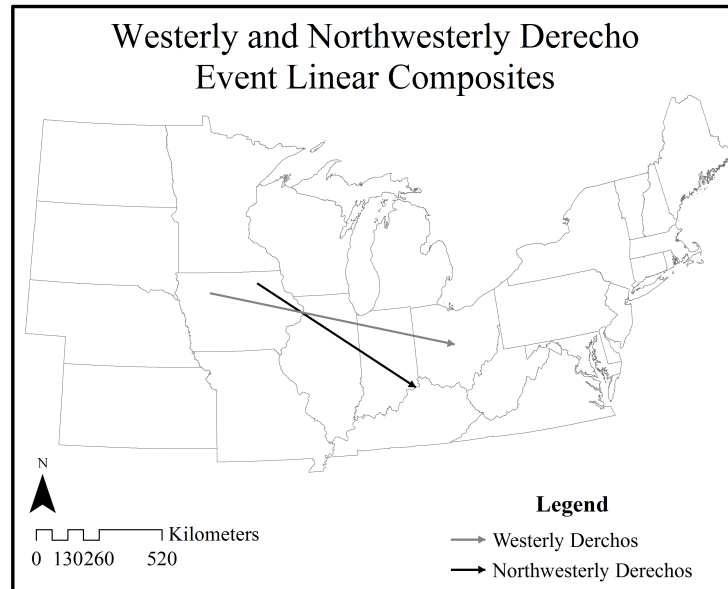 Westerly and Northwesterly Derecho
Event Linear Composites
N
Kilometers
0 130260 520
Legend
Westerly Derchos
Northwesterly Derechos